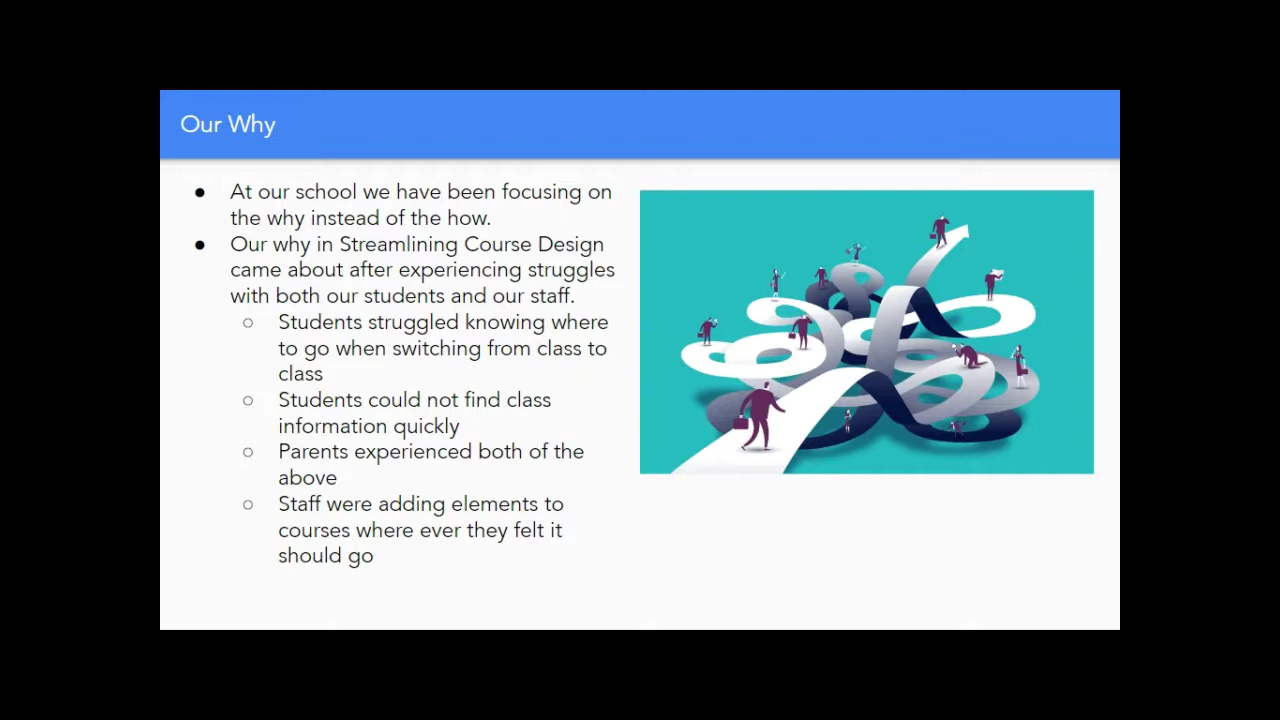 Our Why
● At our school we have been focusing on
the why instead of the how.
● Our why in Streamlining Course Design
came about after experiencing struggles
with both our students and our staff.
○ Students struggled knowing where
to go when switching from class to
class
○ Students could not find class
information quickly
○ Parents experienced both of the
above
○ Staff were adding elements to
courses where ever they felt it
should go